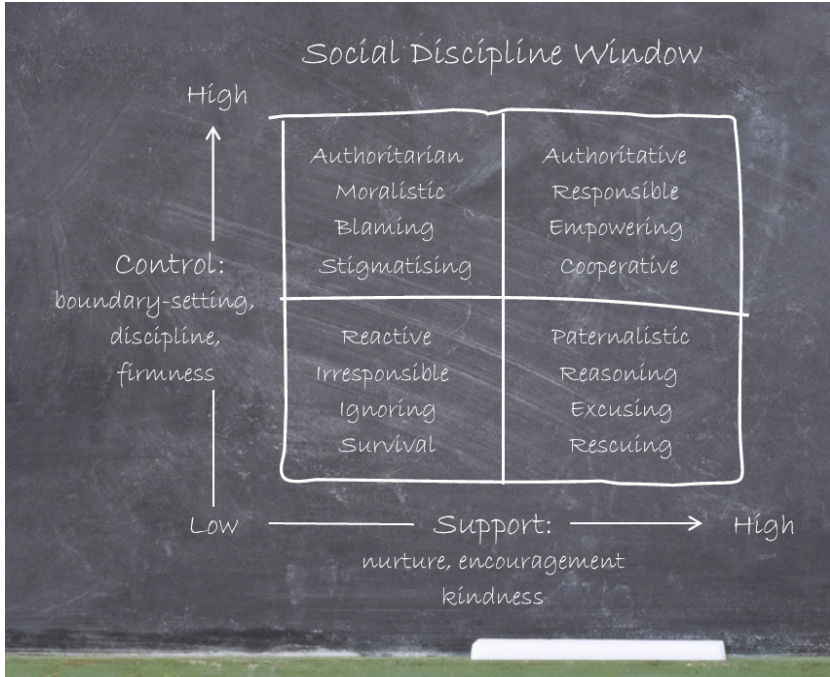 Social Discipline Window
High
Authoritarian
Moralistic
Blaming
Stigmatising
Authoritative
Responsible
Empowering
Cooperative
Control:
boundary-setting,
discipline,
firmness
Reactive
Irresponsible
Ignoring
Survival
Paternalistic
Reasoning
Excusing
Rescuing
Low
Support:
High
nurture, encouragement
kindness